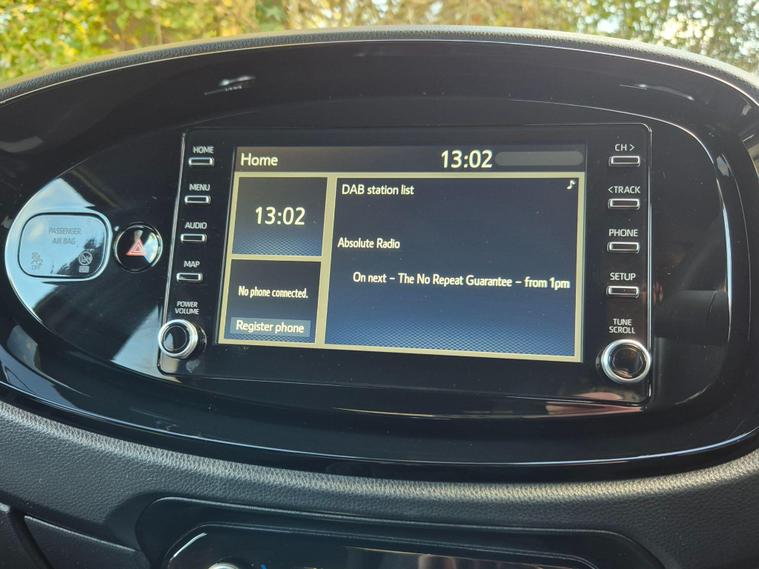 Home
13:02
HOME
MENU
AUDIO
MAP
POWER
VOLUME
PASSENGER
AIR BAG
OFF
13:02
No phone connected.
Register phone
DAB station list
Absolute Radio
On next – The No Repeat Guarantee – from 1pm
CH >
< TRACK
PHONE
SETUP
TUNE
SCROLL